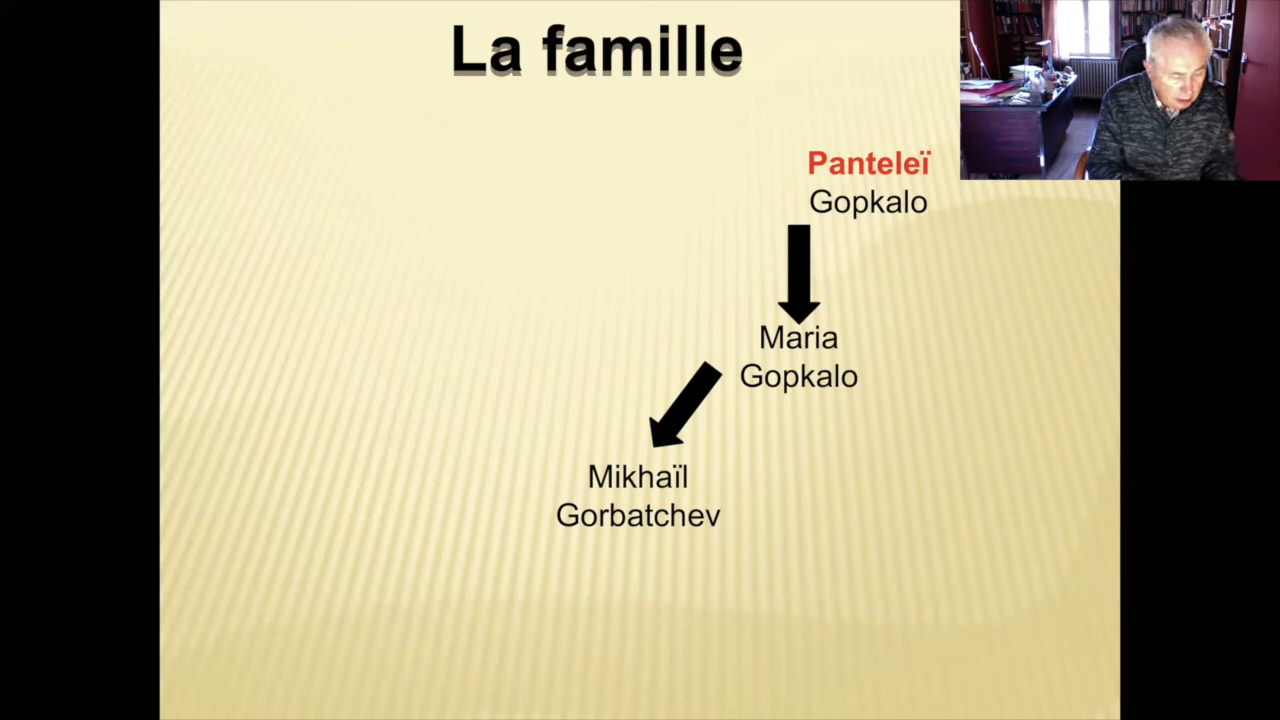 La famille
Panteleï
Gopkalo
Maria
Gopkalo
Mikhaïl
Gorbatchev